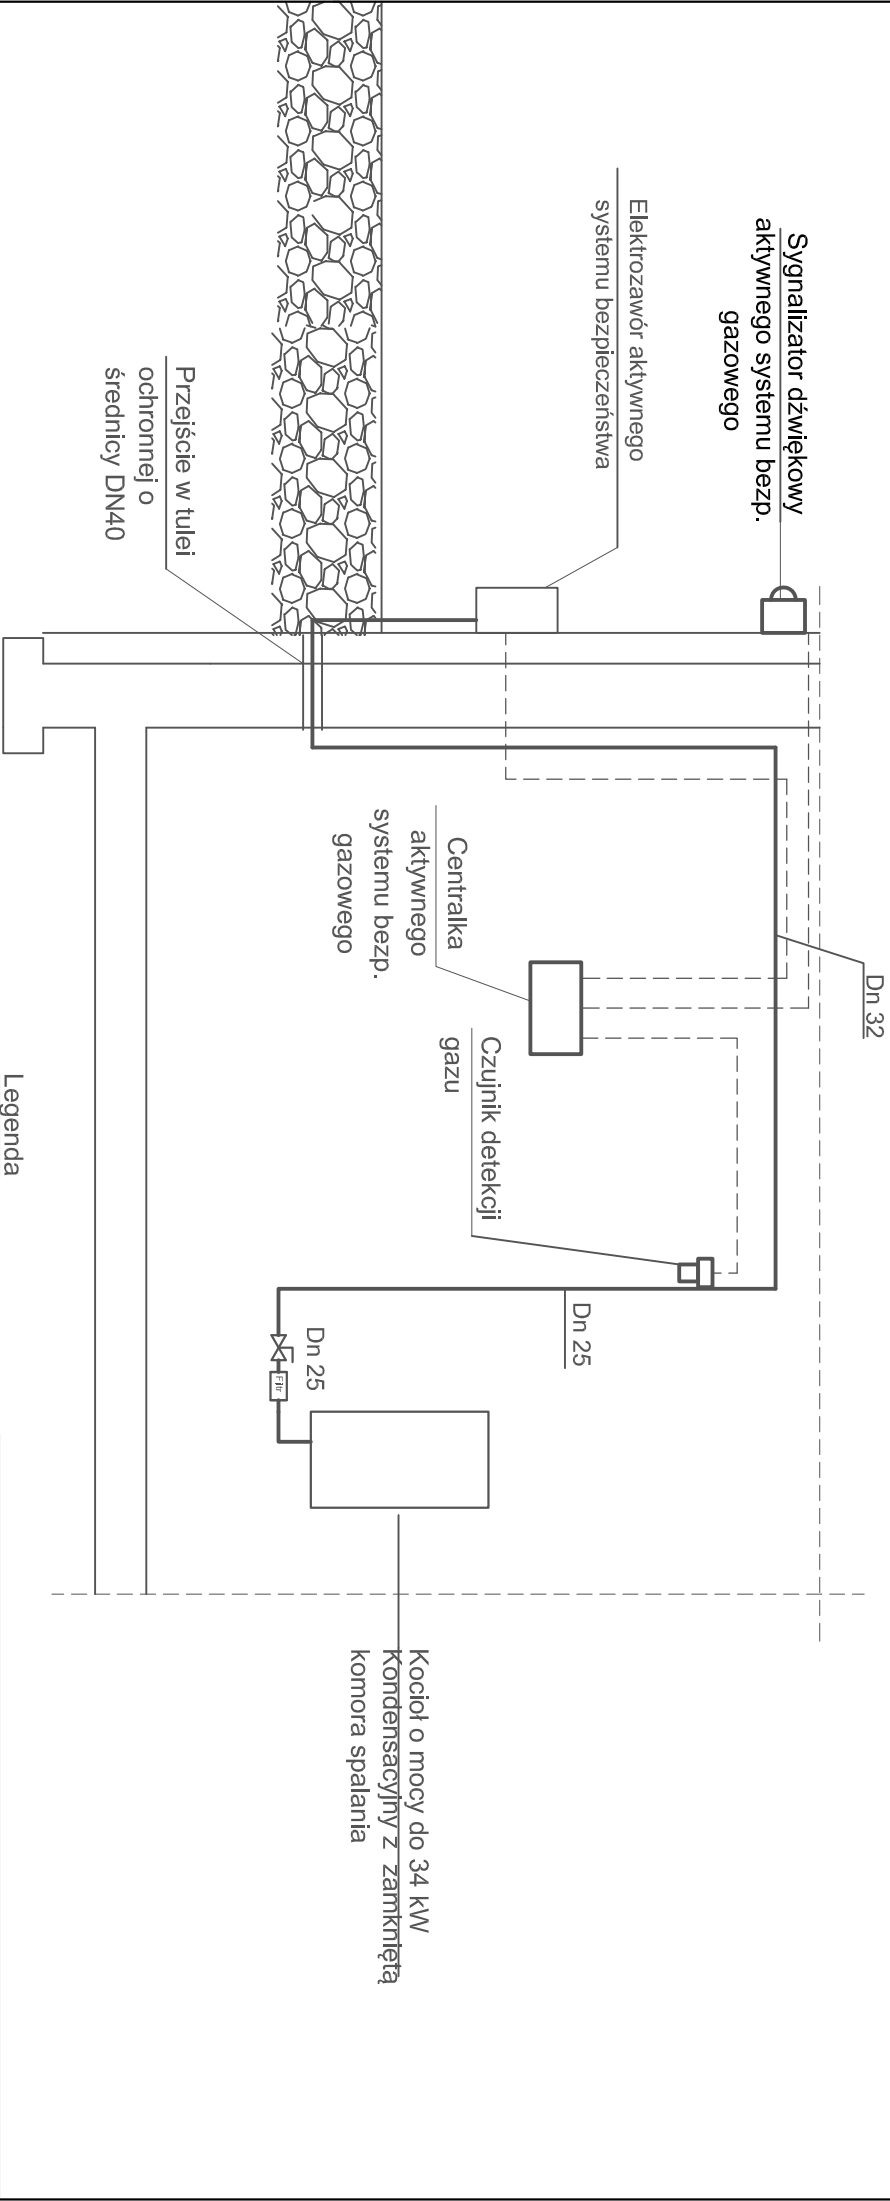 Sygnalizator dźwiękowy
aktywnego systemu bezp.
gazowego
Elektrozawór aktywnego
systemu bezpieczeństwa
Przejście w tulei
ochronnej o
średnicy DN40
Dn 32
Centralka
aktywnego
systemu bezp.
gazowego
Czujnik detekcji
gazu
Dn 25
Dn 25
Filtr
Kocioł o mocy do 34 kW
Kondensacyjny z zamkniętą
komora spalania
Legenda